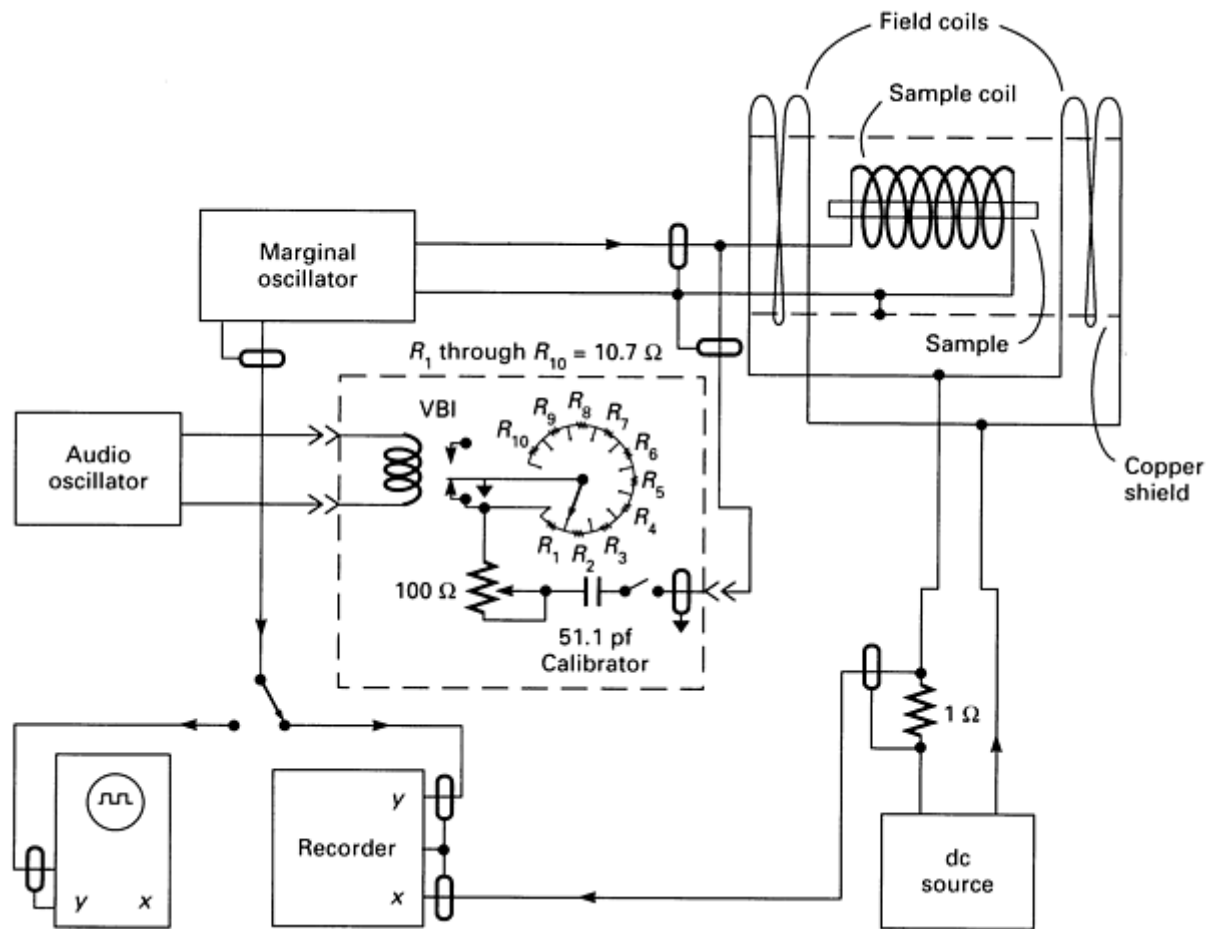 Field coils
Sample coil
Marginal
oscillator
Sample
R1 through R10 = 10.7 Ω
VBI
R10
R9
R8
R7
R6
R5
R4
R3
R2
R1
Audio
oscillator
Copper
shield
100 Ω
51.1 pf
Calibrator
1 Ω
y
x
Recorder
y
x
dc
source